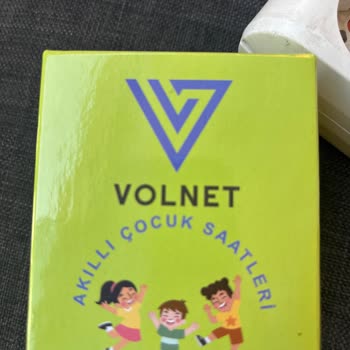 VOLNET
AKILLI ÇOCUK SAATLERİ